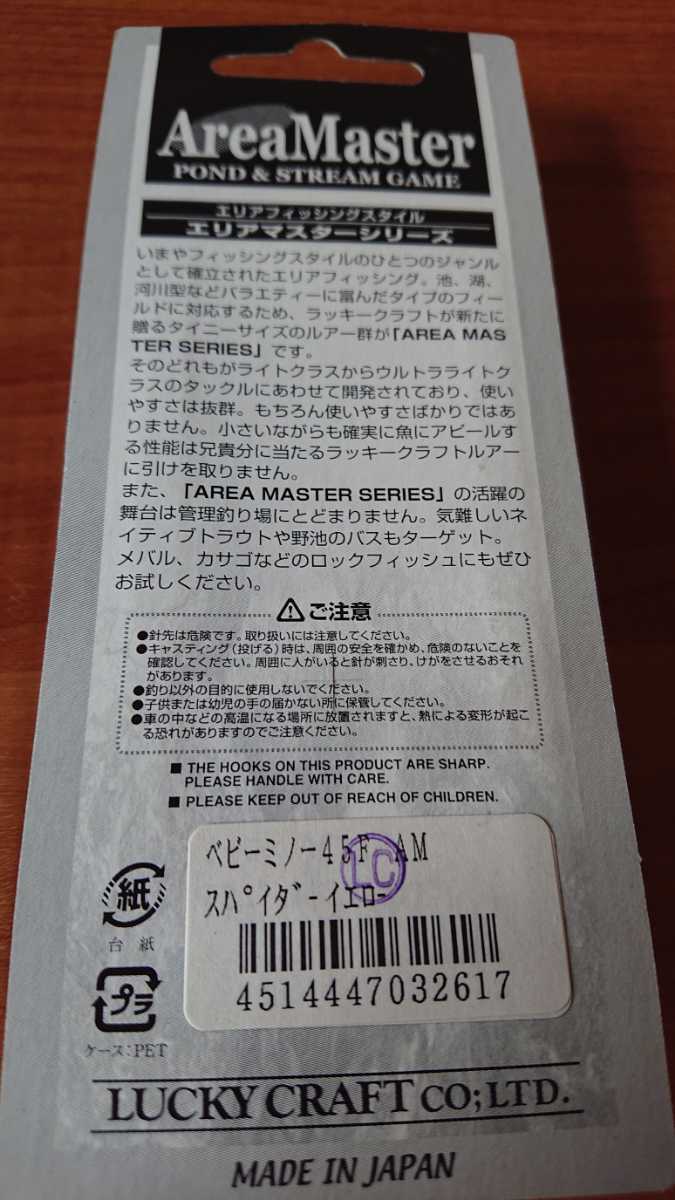 AreaMaster
POND & STREAM GAME
エリアフィッシングスタイル
エリアマスターシリーズ
いまやフィッシングスタイルのひとつのジャンル
として確立されたエリアフィッシング。池、湖、
河川型などバラエティーに富んだタイプのフィー
ルドに対応するため、ラッキークラフトが新たに
贈るタイニーサイズのルアー群が「AREA MAS
TER SERIES」です。
そのどれもがライトクラスからウルトラライトク
ラスのタックルにあわせて開発されており、使い
やすさは抜群。もちろん使いやすさばかりではあ
りません。小さいながらも確実に魚にアピールす
る性能は兄貴分に当たるラッキークラフトルアー
に引けを取りません。
また、「AREA MASTER SERIES」の活躍の
舞台は管理釣り場にとどまりません。気難しいネ
イティブトラウトや野池のバスもターゲット。
メバル、カサゴなどのロックフィッシュにもぜひ
お試しください。
⚠ご注意
●針先は危険です。取り扱いには注意してください。
●キャスティング(投げる)時は、周囲の安全を確かめ、危険のないことを
確認してください。周囲に人がいると針が刺さり、けがをさせるおそれ
があります。
●釣り以外の目的に使用しないでください。
●子供または幼児の手の届かない所に保管してください。
●車の中などの高温になる場所に放置されますと、熱による変形が起こ
る恐れがありますのでご注意ください。
■ THE HOOKS ON THIS PRODUCT ARE SHARP.
PLEASE HANDLE WITH CARE.
■ PLEASE KEEP OUT OF REACH OF CHILDREN.
ベビーミノー45F AM
LC
スパイダーイエロー
4514447032617
紙
台紙
プラ
ケース:PET
LUCKY CRAFT CO;LTD.
MADE IN JAPAN